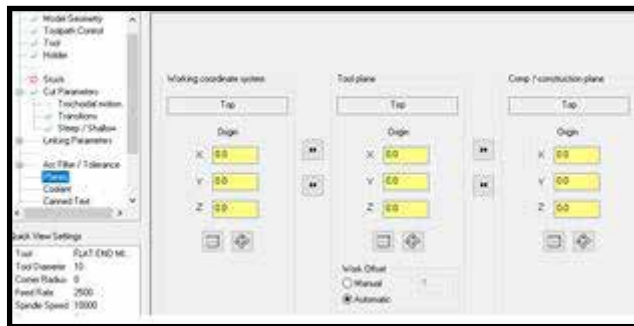 Model Geometry
Toolpath Control
Tool
Holder
Stock
Cut Parameters
Trochoidal motion
Transitions
Steep / Shallow
Linking Parameters
Arc Filter / Tolerance
Planes
Coolant
Canned Text
Quick View Settings
Tool FLAT END MI...
Tool Diameter 10
Corner Radius 0
Feed Rate 2500
Spindle Speed 10000
Working coordinate system
Top
Origin
X 0.0
Y 0.0
Z 0.0
Tool plane
Top
Origin
X 0.0
Y 0.0
Z 0.0
Work Offset
Manual
Automatic
Comp / construction plane
Top
Origin
X 0.0
Y 0.0
Z 0.0